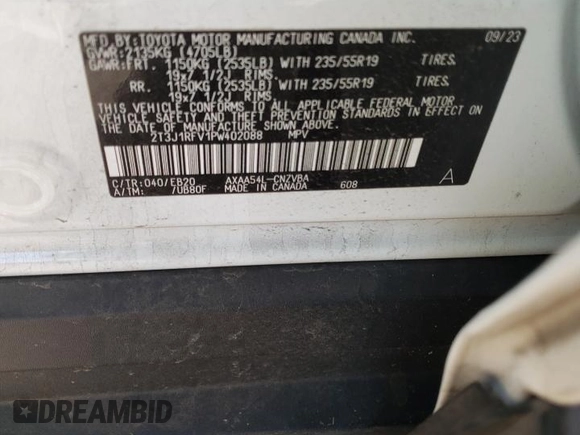 MFD. BY: TOYOTA MOTOR MANUFACTURING CANADA INC. 09/23
GVWR: 2135KG (4705LB)
GAWR: FRT. 1150KG (2535LB) WITH 235/55R19 TIRES.
19x7 1/2J RIMS.
RR. 1150KG (2535LB) WITH 235/55R19 TIRES.
19x7 1/2J RIMS.
THIS VEHICLE CONFORMS TO ALL APPLICABLE FEDERAL MOTOR
VEHICLE SAFETY AND THEFT PREVENTION STANDARDS IN EFFECT ON
THE DATE OF MANUFACTURE SHOWN ABOVE.
2T3J1RFV1PW402088 MPV
C/TR: 040/EB20 AXAA54L-CNZVBA
A/TM: /UB80F MADE IN CANADA 608
A
DREAMBID